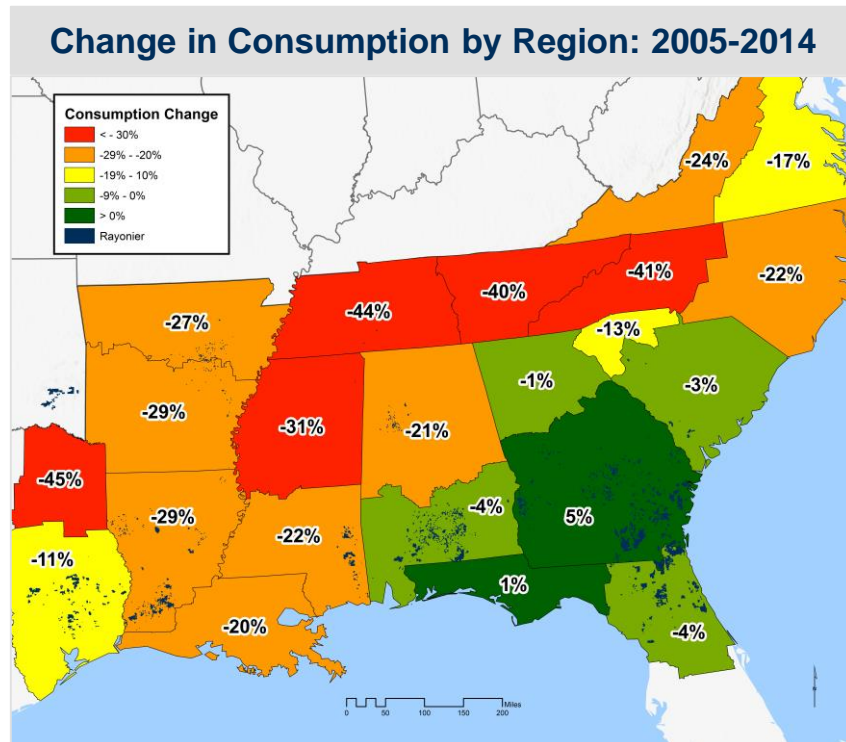 Change in Consumption by Region: 2005-2014
Consumption Change
< - 30%
-29% - -20%
-19% - 10%
-9% - 0%
> 0%
Rayonier
-24%
-17%
-22%
-41%
-40%
-44%
-27%
-13%
-1%
-3%
-29%
-31%
-21%
-45%
-29%
-22%
-4%
5%
-11%
1%
-20%
-4%
Miles
0 50 100 150 200